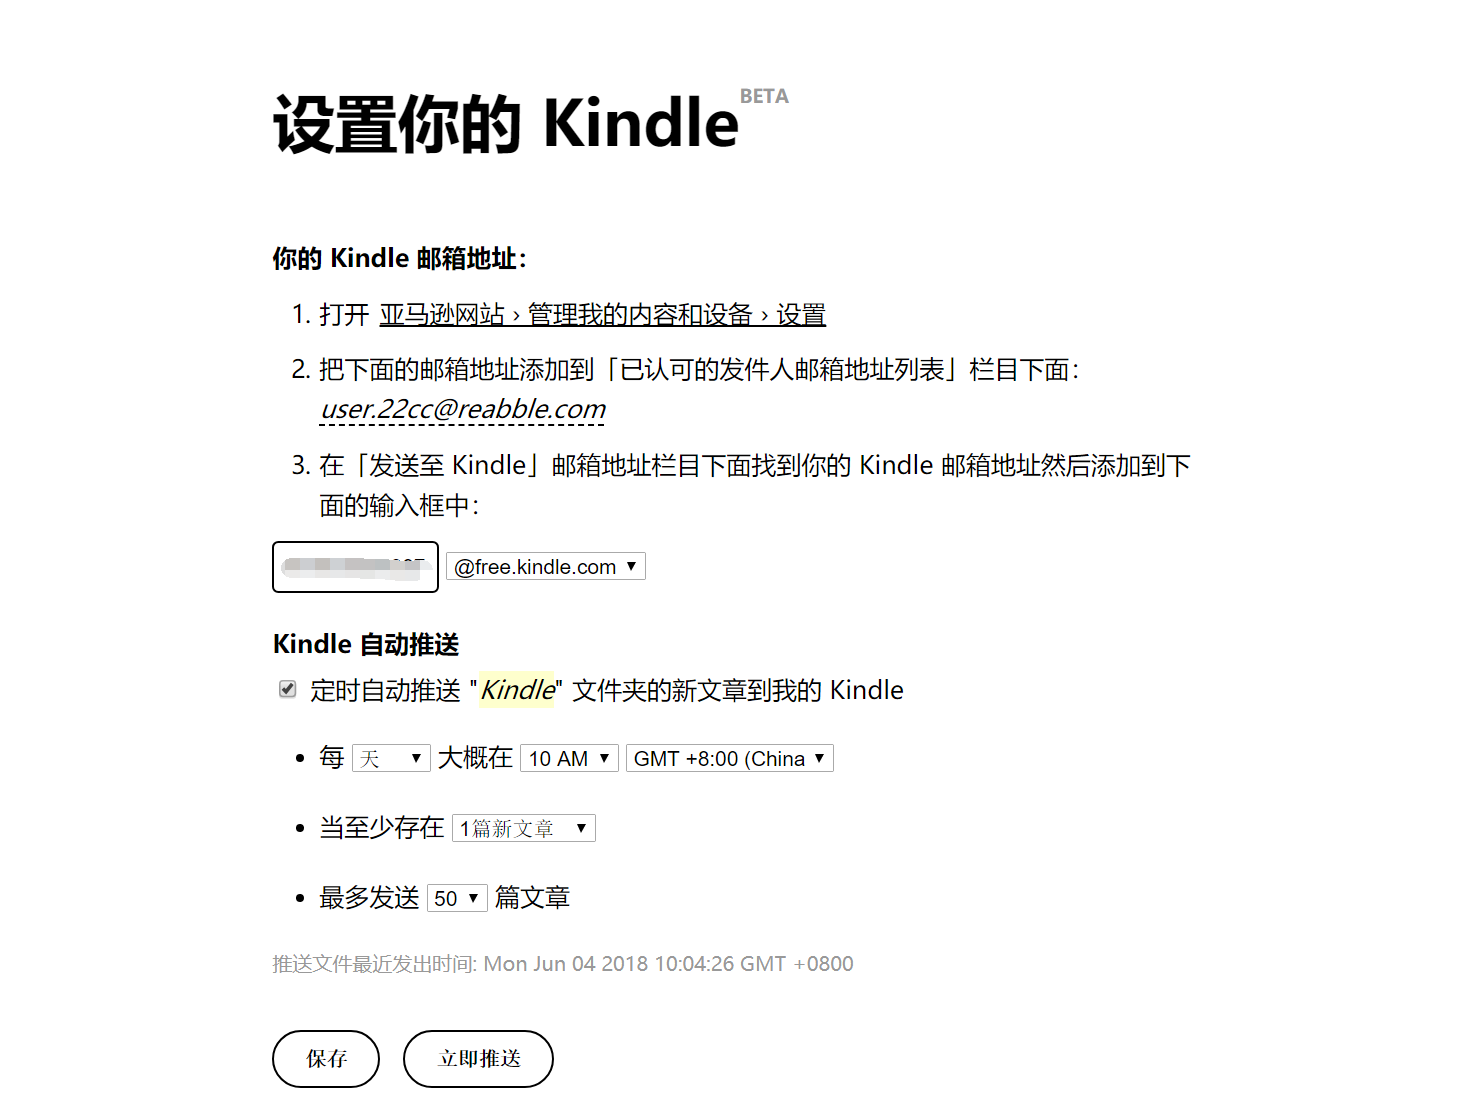 设置你的 Kindle BETA
你的 Kindle 邮箱地址：
1. 打开 亚马逊网站 › 管理我的内容和设备 › 设置
2. 把下面的邮箱地址添加到「已认可的发件人邮箱地址列表」栏目下面：
user.22cc@reabble.com
3. 在「发送至 Kindle」邮箱地址栏目下面找到你的 Kindle 邮箱地址然后添加到下
面的输入框中：
@free.kindle.com
Kindle 自动推送
定时自动推送 "Kindle" 文件夹的新文章到我的 Kindle
每 天 大概在 10 AM GMT +8:00 (China
当至少存在 1篇新文章
最多发送 50 篇文章
推送文件最近发出时间: Mon Jun 04 2018 10:04:26 GMT +0800
保存 立即推送